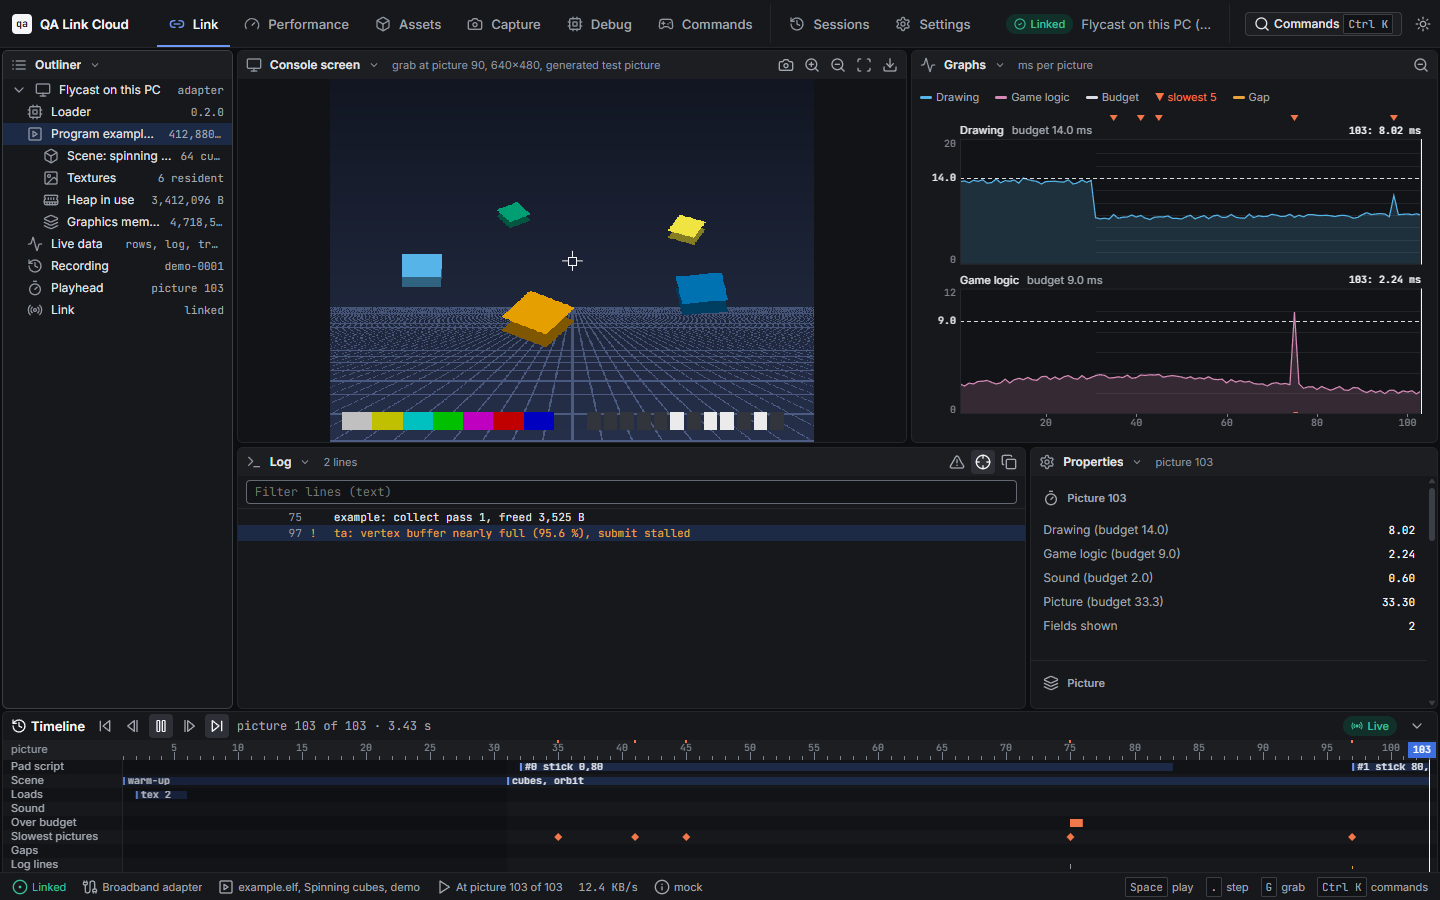 qa QA Link Cloud Link Performance Assets Capture Debug Commands Sessions Settings Linked Flycast on this PC (... Commands Ctrl K
Outliner
Flycast on this PC adapter
Loader 0.2.0
Program exampl... 412,880…
Scene: spinning ... 64 cu…
Textures 6 resident
Heap in use 3,412,096 B
Graphics mem... 4,718,5…
Live data rows, log, tr…
Recording demo-0001
Playhead picture 103
Link linked
Console screen grab at picture 90, 640×480, generated test picture
Graphs ms per picture
Drawing Game logic Budget slowest 5 Gap
Drawing budget 14.0 ms 103: 8.02 ms
20
14.0
0
Game logic budget 9.0 ms 103: 2.24 ms
12
9.0
0
20 40 60 80 100
Log 2 lines
Filter lines (text)
75 example: collect pass 1, freed 3,525 B
97 ! ta: vertex buffer nearly full (95.6 %), submit stalled
Properties picture 103
Picture 103
Drawing (budget 14.0) 8.02
Game logic (budget 9.0) 2.24
Sound (budget 2.0) 0.60
Picture (budget 33.3) 33.30
Fields shown 2
Picture
Timeline picture 103 of 103 · 3.43 s Live
picture 5 10 15 20 25 30 35 40 45 50 55 60 65 70 75 80 85 90 95 100 103
Pad script #0 stick 0,80 #1 stick 80,
Scene warm-up cubes, orbit
Loads tex 2
Sound
Over budget
Slowest pictures
Gaps
Log lines
Linked Broadband adapter example.elf, Spinning cubes, demo At picture 103 of 103 12.4 KB/s mock Space play . step G grab Ctrl K commands